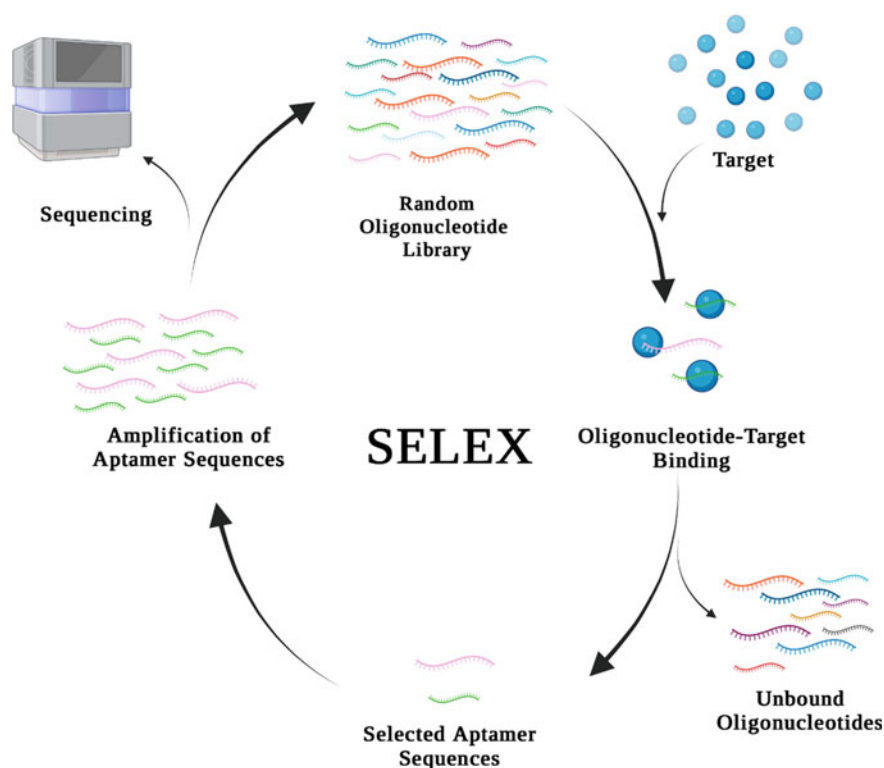 Sequencing
Random
Oligonucleotide
Library
Target
Amplification of
Aptamer Sequences
SELEX
Oligonucleotide-Target
Binding
Selected Aptamer
Sequences
Unbound
Oligonucleotides